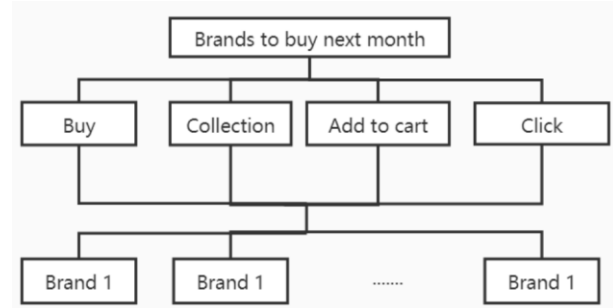 Brands to buy next month
Buy
Collection
Add to cart
Click
Brand 1
Brand 1
.......
Brand 1